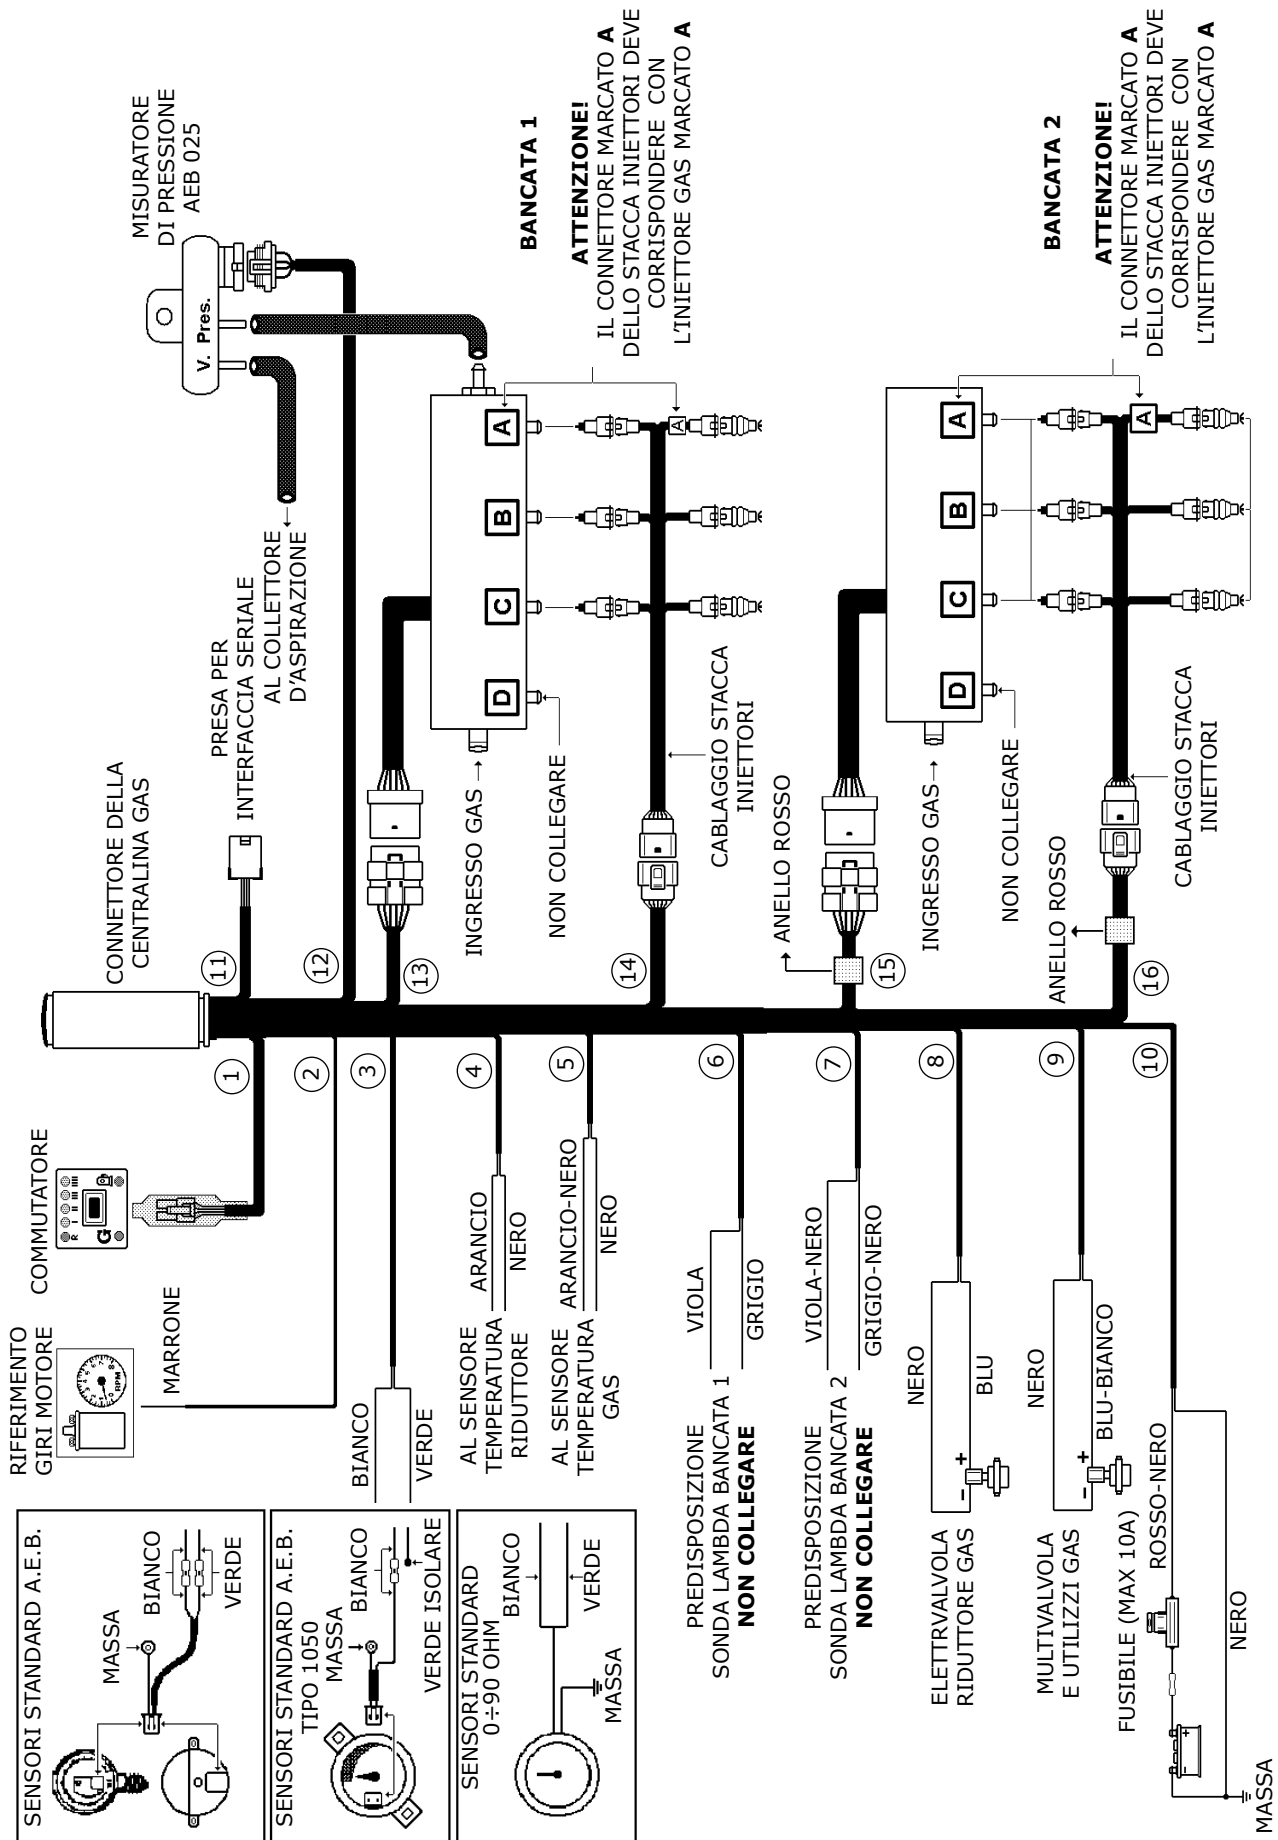 SENSORI STANDARD A.E.B.
MASSA
BIANCO
VERDE
SENSORI STANDARD A.E.B.
TIPO 1050
MASSA
BIANCO
VERDE ISOLARE
SENSORI STANDARD
0÷90 OHM
BIANCO
VERDE
MASSA
RIFERIMENTO
GIRI MOTORE
RPM
MARRONE
COMMUTATORE
R I II III IIII
CONNETTORE DELLA
CENTRALINA GAS
PRESA PER
INTERFACCIA SERIALE
AL COLLETTORE
D'ASPIRAZIONE
MISURATORE
DI PRESSIONE
AEB 025
V. Pres.
1
2
3
4
5
6
7
8
9
10
11
12
13
14
15
16
BIANCO
VERDE
AL SENSORE
TEMPERATURA
RIDUTTORE
ARANCIO
NERO
AL SENSORE
TEMPERATURA
GAS
ARANCIO-NERO
NERO
PREDISPOSIZIONE
SONDA LAMBDA BANCATA 1
NON COLLEGARE
VIOLA
GRIGIO
PREDISPOSIZIONE
SONDA LAMBDA BANCATA 2
NON COLLEGARE
VIOLA-NERO
GRIGIO-NERO
ELETTRVALVOLA
RIDUTTORE GAS
NERO
BLU
− +
MULTIVALVOLA
E UTILIZZI GAS
NERO
BLU-BIANCO
− +
FUSIBILE (MAX 10A)
ROSSO-NERO
NERO
- +
MASSA
D C B A
INGRESSO GAS
NON COLLEGARE
CABLAGGIO STACCA
INIETTORI
A
BANCATA 1
ATTENZIONE!
IL CONNETTORE MARCATO A
DELLO STACCA INIETTORI DEVE
CORRISPONDERE CON
L'INIETTORE GAS MARCATO A
ANELLO ROSSO
D C B A
INGRESSO GAS
NON COLLEGARE
ANELLO ROSSO
CABLAGGIO STACCA
INIETTORI
A
BANCATA 2
ATTENZIONE!
IL CONNETTORE MARCATO A
DELLO STACCA INIETTORI DEVE
CORRISPONDERE CON
L'INIETTORE GAS MARCATO A